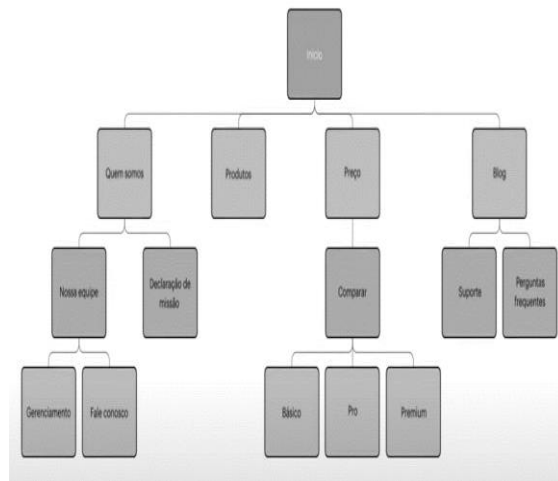 Início
Quem somos
Produtos
Preço
Blog
Nossa equipe
Declaração de
missão
Comparar
Suporte
Perguntas
frequentes
Gerenciamento
Fale conosco
Básico
Pro
Premium